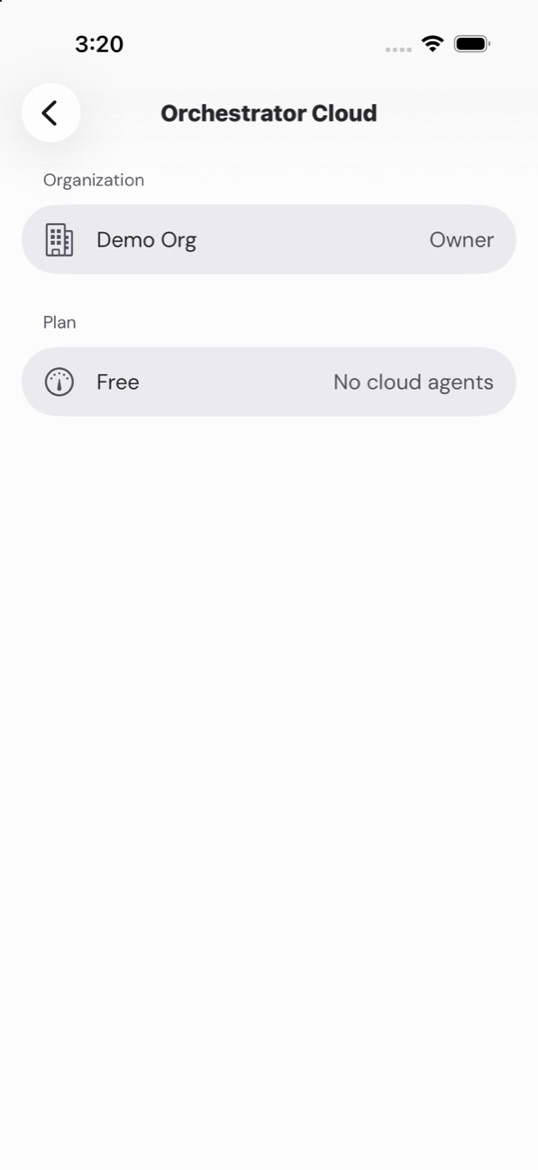 3:20
Orchestrator Cloud
Organization
Demo Org Owner
Plan
Free No cloud agents